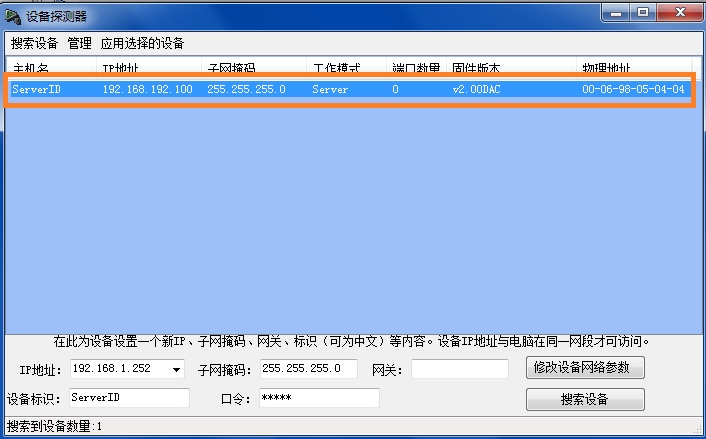 设备探测器
搜索设备 管理 应用选择的设备
主机名 IP地址 子网掩码 工作模式 端口数量 固件版本 物理地址
ServerID 192.168.192.100 255.255.255.0 Server 0 v2.00DAC 00-06-98-05-04-04
在此为设备设置一个新IP、子网掩码、网关、标识（可为中文）等内容。设备IP地址与电脑在同一网段才可访问。
IP地址: 192.168.1.252 子网掩码: 255.255.255.0 网关: 修改设备网络参数
设备标识: ServerID 口令: ***** 搜索设备
搜索到设备数量:1